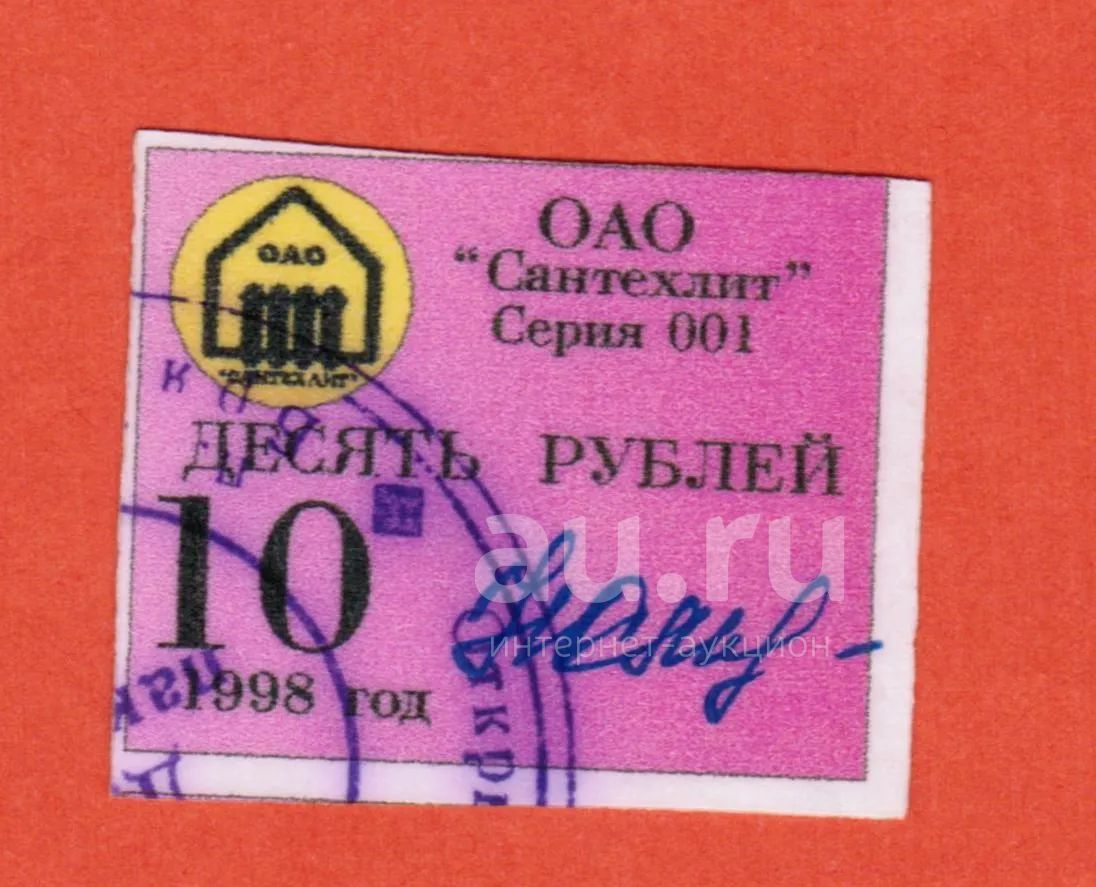 ОАО
"САНТЕХЛИТ"
ОАО
“Сантехлит”
Серия 001
ДЕСЯТЬ РУБЛЕЙ
10
1998 год
au.ru
интернет-аукцион